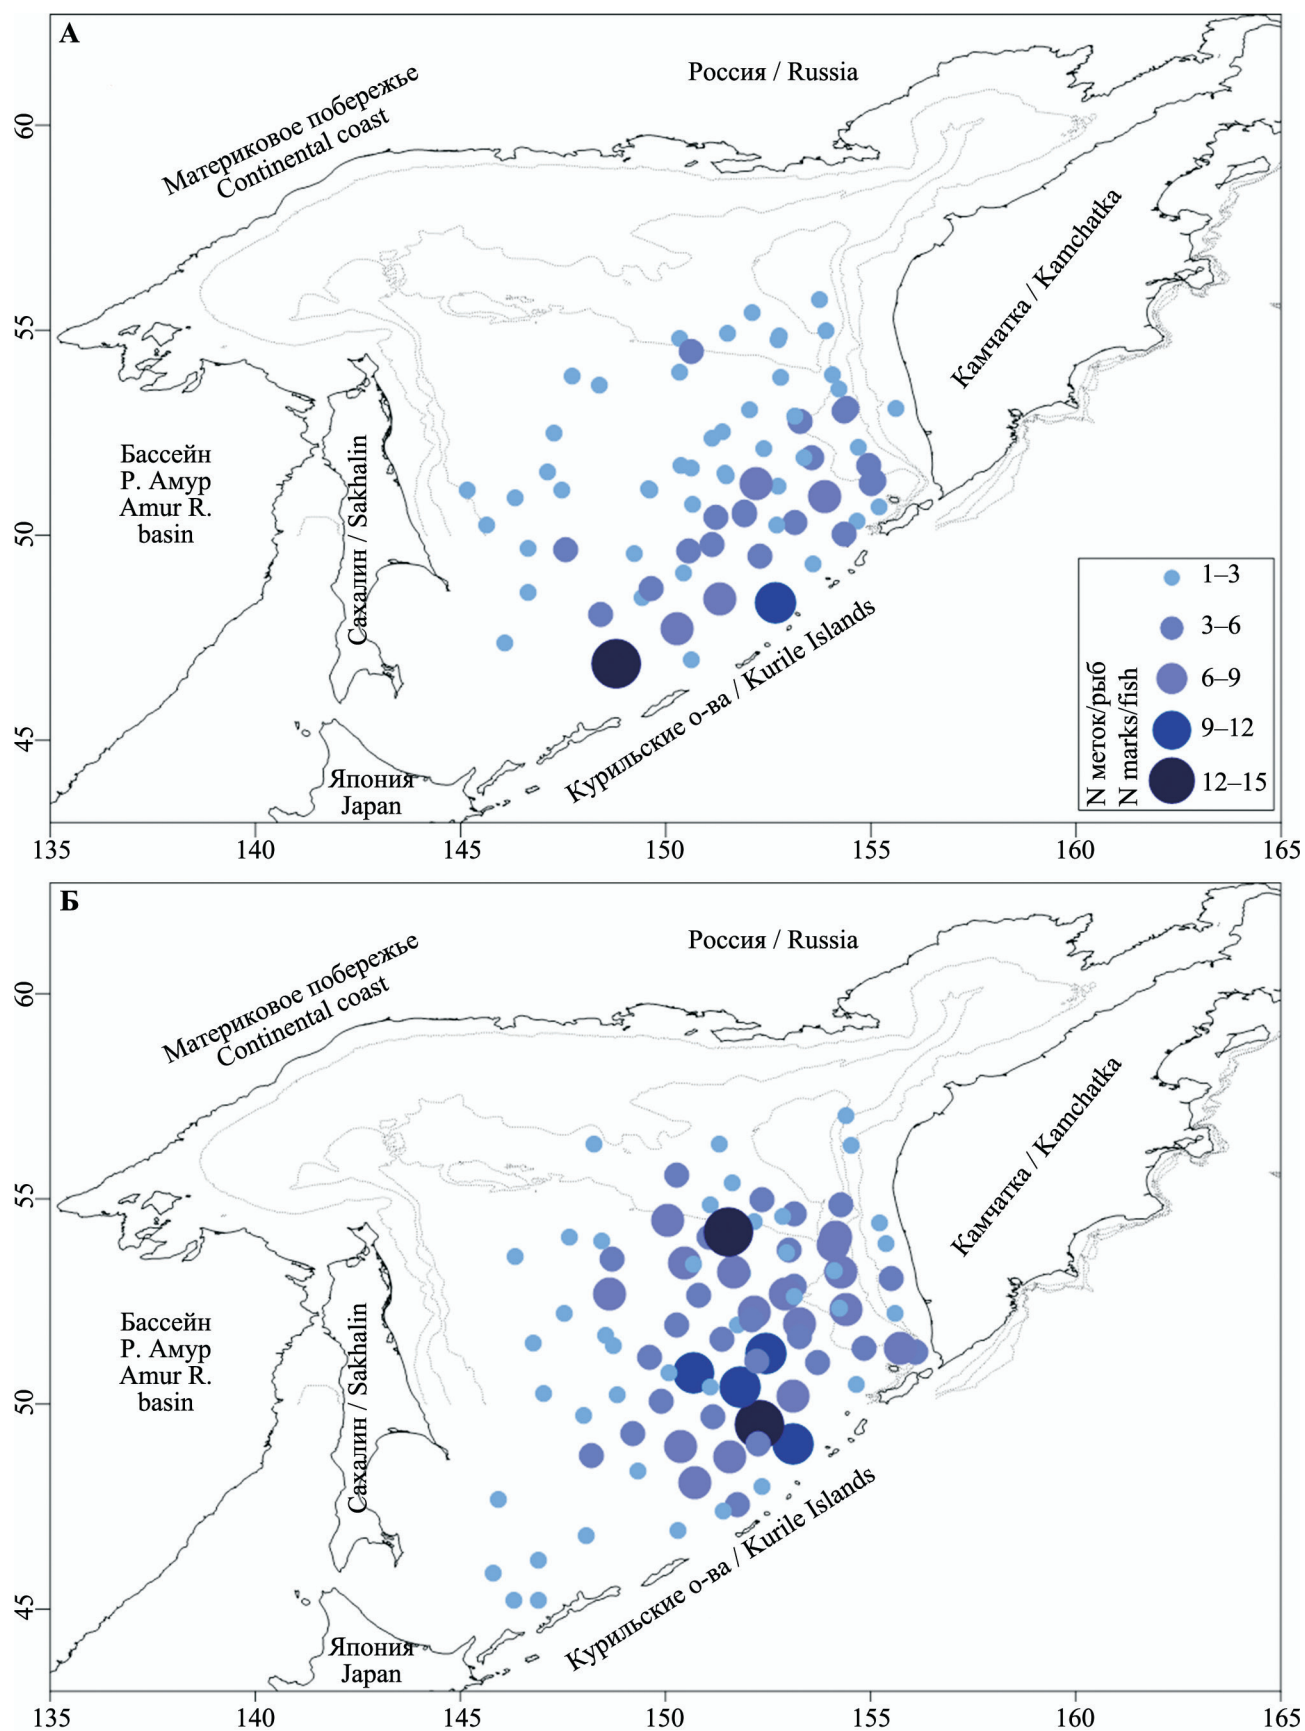 А
Россия / Russia
Материковое побережье
Continental coast
60
Камчатка / Kamchatka
55
Бассейн
Р. Амур
Amur R.
basin
Сахалин / Sakhalin
50
1–3
3–6
6–9
9–12
12–15
N меток/рыб
N marks/fish
Курильские о-ва / Kurile Islands
45
Япония
Japan
135
140
145
150
155
160
165
Б
Россия / Russia
Материковое побережье
Continental coast
60
Камчатка / Kamchatka
55
Бассейн
Р. Амур
Amur R.
basin
Сахалин / Sakhalin
50
Курильские о-ва / Kurile Islands
45
Япония
Japan
135
140
145
150
155
160
165